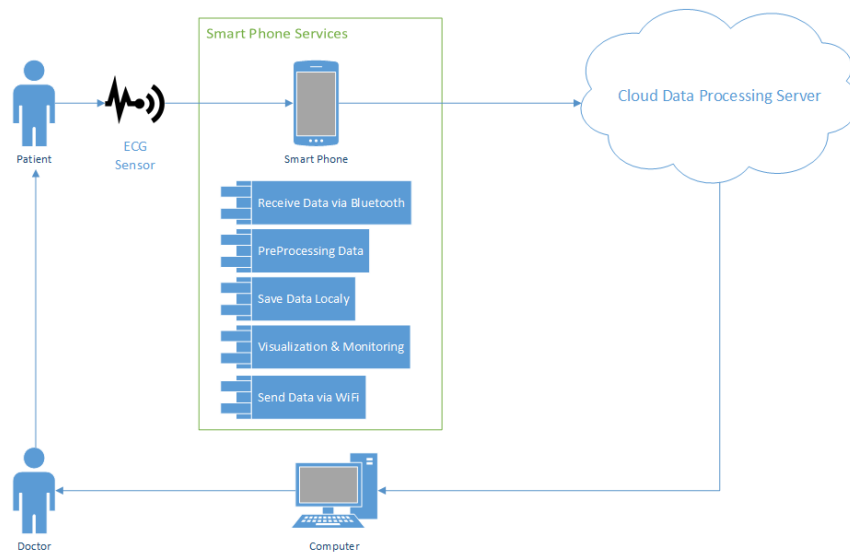 Smart Phone Services
Cloud Data Processing Server
Patient
ECG
Sensor
Smart Phone
Receive Data via Bluetooth
PreProcessing Data
Save Data Localy
Visualization & Monitoring
Send Data via WiFi
Doctor
Computer